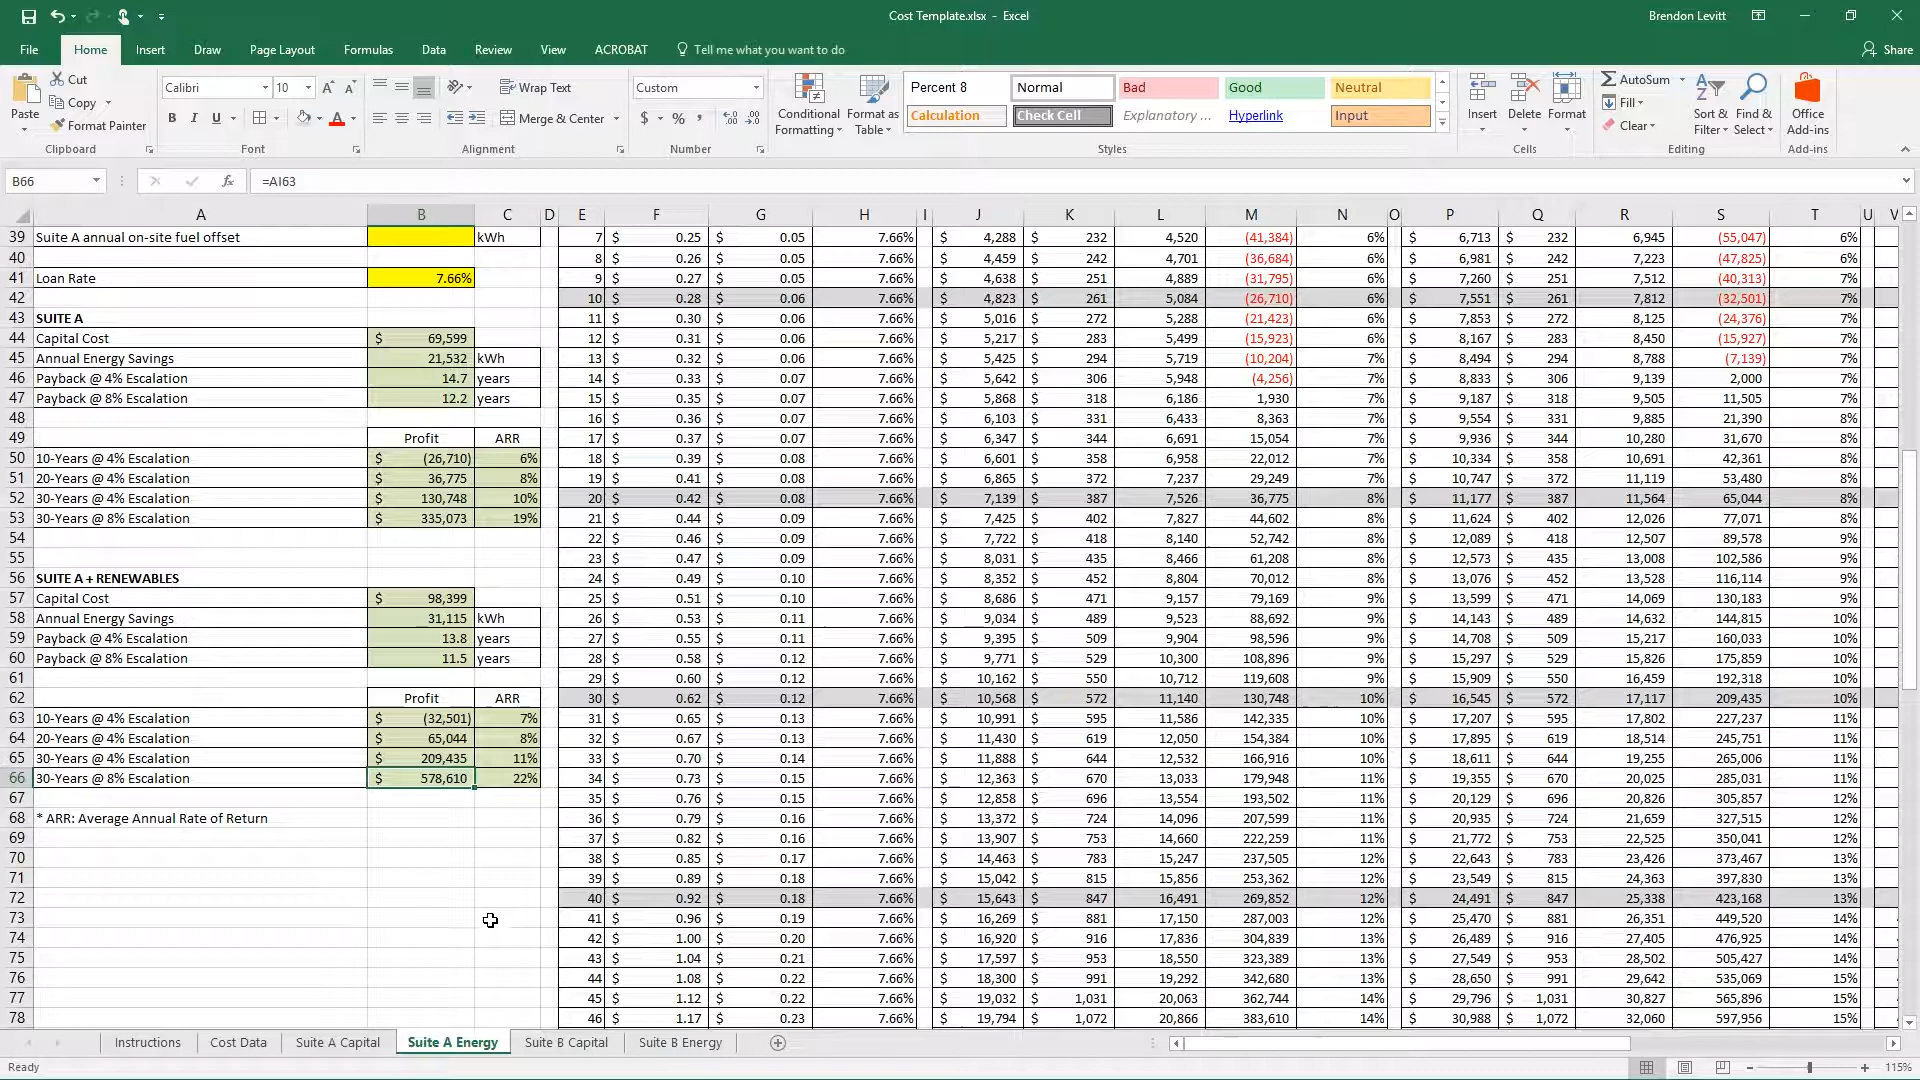 Cost Template.xlsx - Excel
Brendon Levitt
File Home Insert Draw Page Layout Formulas Data Review View ACROBAT Tell me what you want to do Share
Paste Cut Copy Format Painter Clipboard
Calibri 10 B I U Font
Wrap Text Merge & Center Alignment
Custom $ % , Number
Conditional Formatting Format as Table
Percent 8 Normal Bad Good Neutral
Calculation Check Cell Explanatory ... Hyperlink Input
Styles
Insert Delete Format Cells
AutoSum Fill Clear Sort & Filter Find & Select Editing
Office Add-ins Add-ins
B66 fx =AI63
A B C D E F G H I J K L M N O P Q R S T U V
39 Suite A annual on-site fuel offset kWh 7 $ 0.25 $ 0.05 7.66% $ 4,288 $ 232 4,520 (41,384) 6% $ 6,713 $ 232 6,945 (55,047) 6%
40 8 $ 0.26 $ 0.05 7.66% $ 4,459 $ 242 4,701 (36,684) 6% $ 6,981 $ 242 7,223 (47,825) 6%
41 Loan Rate 7.66% 9 $ 0.27 $ 0.05 7.66% $ 4,638 $ 251 4,889 (31,795) 6% $ 7,260 $ 251 7,512 (40,313) 7%
42 10 $ 0.28 $ 0.06 7.66% $ 4,823 $ 261 5,084 (26,710) 6% $ 7,551 $ 261 7,812 (32,501) 7%
43 SUITE A 11 $ 0.30 $ 0.06 7.66% $ 5,016 $ 272 5,288 (21,423) 6% $ 7,853 $ 272 8,125 (24,376) 7%
44 Capital Cost $ 69,599 12 $ 0.31 $ 0.06 7.66% $ 5,217 $ 283 5,499 (15,923) 6% $ 8,167 $ 283 8,450 (15,927) 7%
45 Annual Energy Savings 21,532 kWh 13 $ 0.32 $ 0.06 7.66% $ 5,425 $ 294 5,719 (10,204) 7% $ 8,494 $ 294 8,788 (7,139) 7%
46 Payback @ 4% Escalation 14.7 years 14 $ 0.33 $ 0.07 7.66% $ 5,642 $ 306 5,948 (4,256) 7% $ 8,833 $ 306 9,139 2,000 7%
47 Payback @ 8% Escalation 12.2 years 15 $ 0.35 $ 0.07 7.66% $ 5,868 $ 318 6,186 1,930 7% $ 9,187 $ 318 9,505 11,505 7%
48 16 $ 0.36 $ 0.07 7.66% $ 6,103 $ 331 6,433 8,363 7% $ 9,554 $ 331 9,885 21,390 8%
49 Profit ARR 17 $ 0.37 $ 0.07 7.66% $ 6,347 $ 344 6,691 15,054 7% $ 9,936 $ 344 10,280 31,670 8%
50 10-Years @ 4% Escalation $ (26,710) 6% 18 $ 0.39 $ 0.08 7.66% $ 6,601 $ 358 6,958 22,012 7% $ 10,334 $ 358 10,691 42,361 8%
51 20-Years @ 4% Escalation $ 36,775 8% 19 $ 0.41 $ 0.08 7.66% $ 6,865 $ 372 7,237 29,249 7% $ 10,747 $ 372 11,119 53,480 8%
52 30-Years @ 4% Escalation $ 130,748 10% 20 $ 0.42 $ 0.08 7.66% $ 7,139 $ 387 7,526 36,775 8% $ 11,177 $ 387 11,564 65,044 8%
53 30-Years @ 8% Escalation $ 335,073 19% 21 $ 0.44 $ 0.09 7.66% $ 7,425 $ 402 7,827 44,602 8% $ 11,624 $ 402 12,026 77,071 8%
54 22 $ 0.46 $ 0.09 7.66% $ 7,722 $ 418 8,140 52,742 8% $ 12,089 $ 418 12,507 89,578 9%
55 23 $ 0.47 $ 0.09 7.66% $ 8,031 $ 435 8,466 61,208 8% $ 12,573 $ 435 13,008 102,586 9%
56 SUITE A + RENEWABLES 24 $ 0.49 $ 0.10 7.66% $ 8,352 $ 452 8,804 70,012 8% $ 13,076 $ 452 13,528 116,114 9%
57 Capital Cost $ 98,399 25 $ 0.51 $ 0.10 7.66% $ 8,686 $ 471 9,157 79,169 8% $ 13,599 $ 471 14,069 130,183 9%
58 Annual Energy Savings 31,115 kWh 26 $ 0.53 $ 0.11 7.66% $ 9,034 $ 489 9,523 88,692 9% $ 14,143 $ 489 14,632 144,815 10%
59 Payback @ 4% Escalation 13.8 years 27 $ 0.55 $ 0.11 7.66% $ 9,395 $ 509 9,904 98,596 9% $ 14,708 $ 509 15,217 160,033 10%
60 Payback @ 8% Escalation 11.5 years 28 $ 0.58 $ 0.12 7.66% $ 9,771 $ 529 10,300 108,896 9% $ 15,297 $ 529 15,826 175,859 10%
61 29 $ 0.60 $ 0.12 7.66% $ 10,162 $ 550 10,712 119,608 9% $ 15,909 $ 550 16,459 192,318 10%
62 Profit ARR 30 $ 0.62 $ 0.12 7.66% $ 10,568 $ 572 11,140 130,748 10% $ 16,545 $ 572 17,117 209,435 10%
63 10-Years @ 4% Escalation $ (32,501) 7% 31 $ 0.65 $ 0.13 7.66% $ 10,991 $ 595 11,586 142,335 10% $ 17,207 $ 595 17,802 227,237 11%
64 20-Years @ 4% Escalation $ 65,044 8% 32 $ 0.67 $ 0.13 7.66% $ 11,430 $ 619 12,050 154,384 10% $ 17,895 $ 619 18,514 245,751 11%
65 30-Years @ 4% Escalation $ 209,435 11% 33 $ 0.70 $ 0.14 7.66% $ 11,888 $ 644 12,532 166,916 10% $ 18,611 $ 644 19,255 265,006 11%
66 30-Years @ 8% Escalation $ 578,610 22% 34 $ 0.73 $ 0.15 7.66% $ 12,363 $ 670 13,033 179,948 11% $ 19,355 $ 670 20,025 285,031 11%
67 35 $ 0.76 $ 0.15 7.66% $ 12,858 $ 696 13,554 193,502 11% $ 20,129 $ 696 20,826 305,857 12%
68 * ARR: Average Annual Rate of Return 36 $ 0.79 $ 0.16 7.66% $ 13,372 $ 724 14,096 207,599 11% $ 20,935 $ 724 21,659 327,515 12%
69 37 $ 0.82 $ 0.16 7.66% $ 13,907 $ 753 14,660 222,259 11% $ 21,772 $ 753 22,525 350,041 12%
70 38 $ 0.85 $ 0.17 7.66% $ 14,463 $ 783 15,247 237,505 12% $ 22,643 $ 783 23,426 373,467 13%
71 39 $ 0.89 $ 0.18 7.66% $ 15,042 $ 815 15,856 253,362 12% $ 23,549 $ 815 24,363 397,830 13%
72 40 $ 0.92 $ 0.18 7.66% $ 15,643 $ 847 16,491 269,852 12% $ 24,491 $ 847 25,338 423,168 13%
73 41 $ 0.96 $ 0.19 7.66% $ 16,269 $ 881 17,150 287,003 12% $ 25,470 $ 881 26,351 449,520 14%
74 42 $ 1.00 $ 0.20 7.66% $ 16,920 $ 916 17,836 304,839 13% $ 26,489 $ 916 27,405 476,925 14%
75 43 $ 1.04 $ 0.21 7.66% $ 17,597 $ 953 18,550 323,389 13% $ 27,549 $ 953 28,502 505,427 14%
76 44 $ 1.08 $ 0.22 7.66% $ 18,300 $ 991 19,292 342,680 13% $ 28,650 $ 991 29,642 535,069 15%
77 45 $ 1.12 $ 0.22 7.66% $ 19,032 $ 1,031 20,063 362,744 14% $ 29,796 $ 1,031 30,827 565,896 15%
78 46 $ 1.17 $ 0.23 7.66% $ 19,794 $ 1,072 20,866 383,610 14% $ 30,988 $ 1,072 32,060 597,956 15%
Instructions Cost Data Suite A Capital Suite A Energy Suite B Capital Suite B Energy
Ready 115%